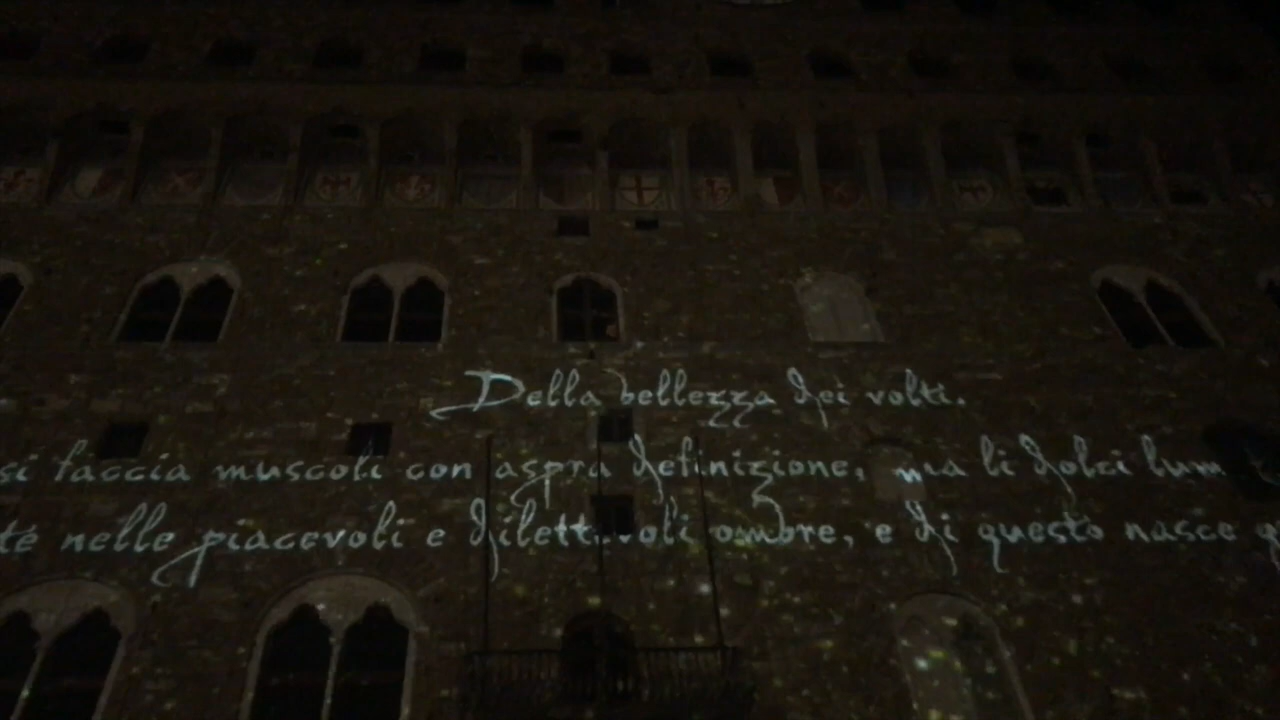 Della bellezza dei volti.
si faccia muscoli con aspra definizione, ma li dolci lum
té nelle piacevoli e dilettevoli ombre, e di questo nasce